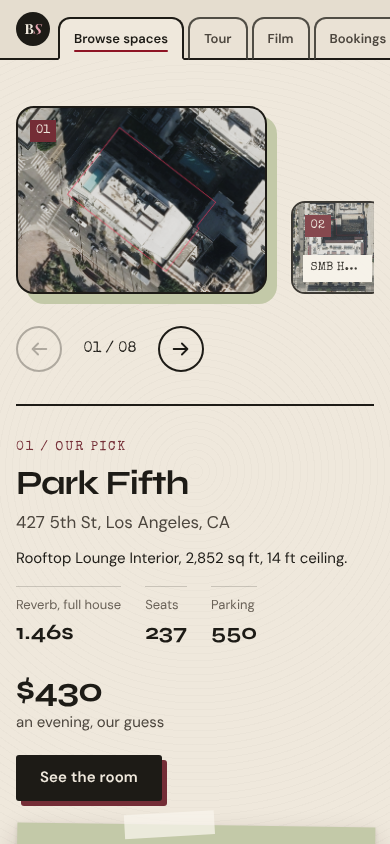 BS
Browse spaces
Tour
Film
Bookings
01
02
SMB H...
01 / 08
01 / OUR PICK
Park Fifth
427 5th St, Los Angeles, CA
Rooftop Lounge Interior, 2,852 sq ft, 14 ft ceiling.
Reverb, full house
Seats
Parking
1.46s
237
550
$430
an evening, our guess
See the room